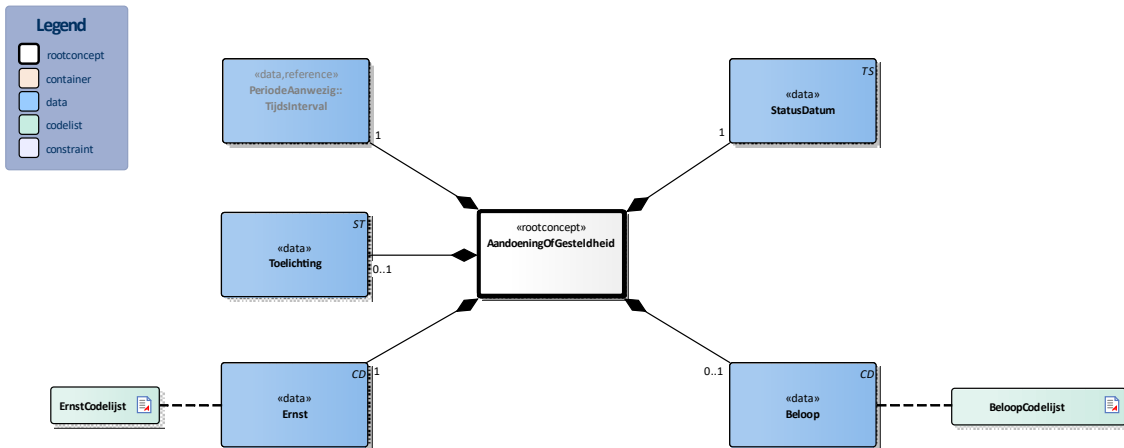 Legend
rootconcept
container
data
codelist
constraint
«data,reference»
PeriodeAanwezig::
TijdsInterval
1
TS
«data»
StatusDatum
1
«rootconcept»
AandoeningOfGesteldheid
ST
«data»
Toelichting
0..1
CD
«data»
Ernst
1
ErnstCodelijst
CD
«data»
Beloop
0..1
BeloopCodelijst